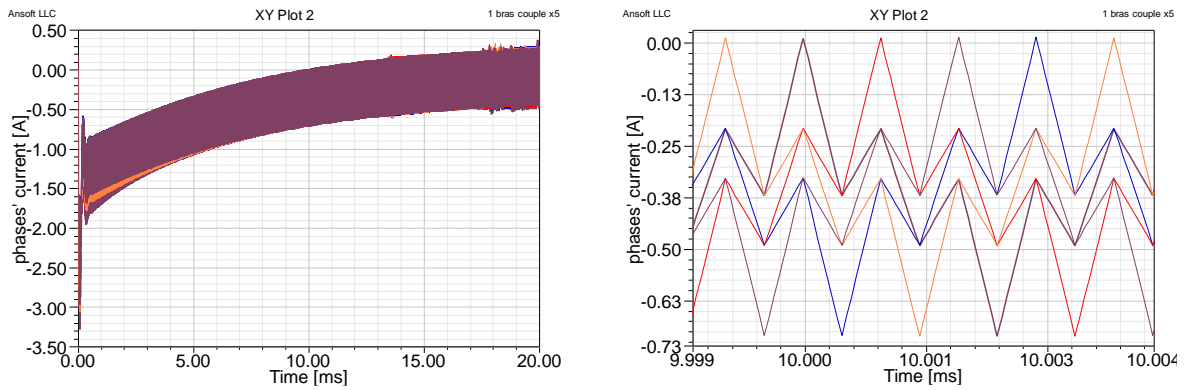 Ansoft LLC
XY Plot 2
1 bras couple x5
0.50
0.00
-0.50
-1.00
-1.50
-2.00
-2.50
-3.00
-3.50
phases' current [A]
0.00
5.00
10.00
15.00
20.00
Time [ms]
Ansoft LLC
XY Plot 2
1 bras couple x5
0.00
-0.13
-0.25
-0.38
-0.50
-0.63
-0.73
phases' current [A]
9.999
10.000
10.001
10.003
10.004
Time [ms]